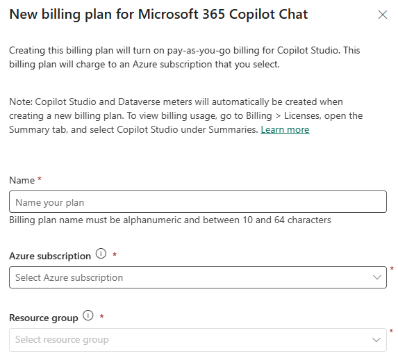 New billing plan for Microsoft 365 Copilot Chat
Creating this billing plan will turn on pay-as-you-go billing for Copilot Studio. This
billing plan will charge to an Azure subscription that you select.
Note: Copilot Studio and Dataverse meters will automatically be created when
creating a new billing plan. To view billing usage, go to Billing > Licenses, open the
Summary tab, and select Copilot Studio under Summaries. Learn more
Name *
Name your plan
Billing plan name must be alphanumeric and between 10 and 64 characters
Azure subscription *
Select Azure subscription *
Resource group *
Select resource group *